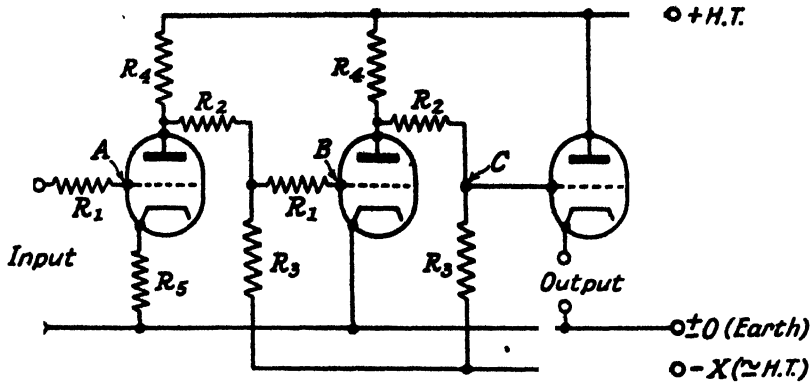 +H.T.
R₄
R₄
R₂
R₂
A
B
C
R₁
R₁
Input
R₅
R₃
R₃
Output
±0 (Earth)
-X (≃H.T.)